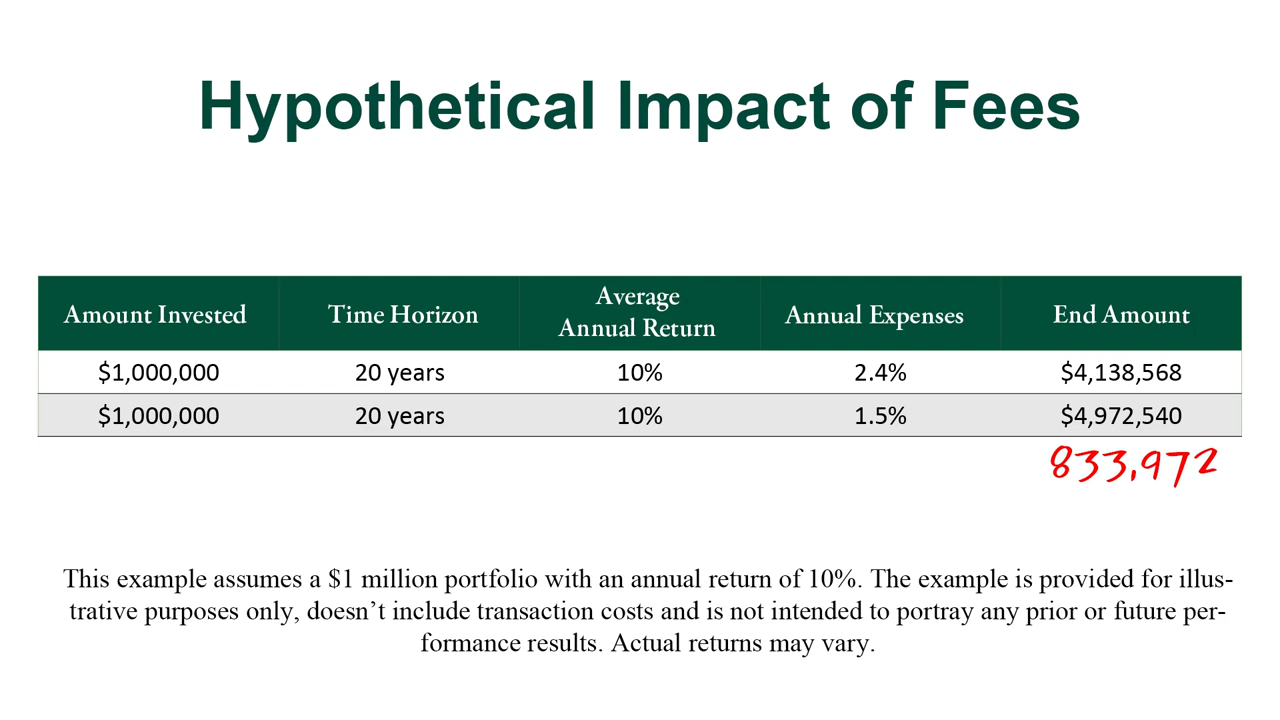 Hypothetical Impact of Fees
Amount Invested Time Horizon Average Annual Return Annual Expenses End Amount
$1,000,000 20 years 10% 2.4% $4,138,568
$1,000,000 20 years 10% 1.5% $4,972,540
833,972
This example assumes a $1 million portfolio with an annual return of 10%. The example is provided for illus-
trative purposes only, doesn’t include transaction costs and is not intended to portray any prior or future per-
formance results. Actual returns may vary.